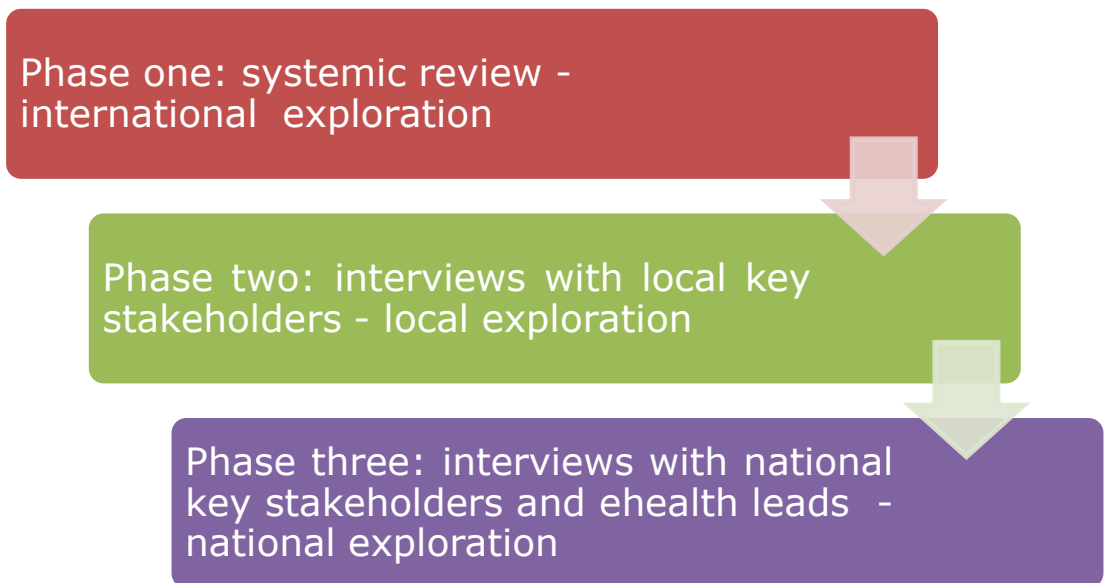 Phase one: systemic review -
international exploration
Phase two: interviews with local key
stakeholders - local exploration
Phase three: interviews with national
key stakeholders and ehealth leads -
national exploration